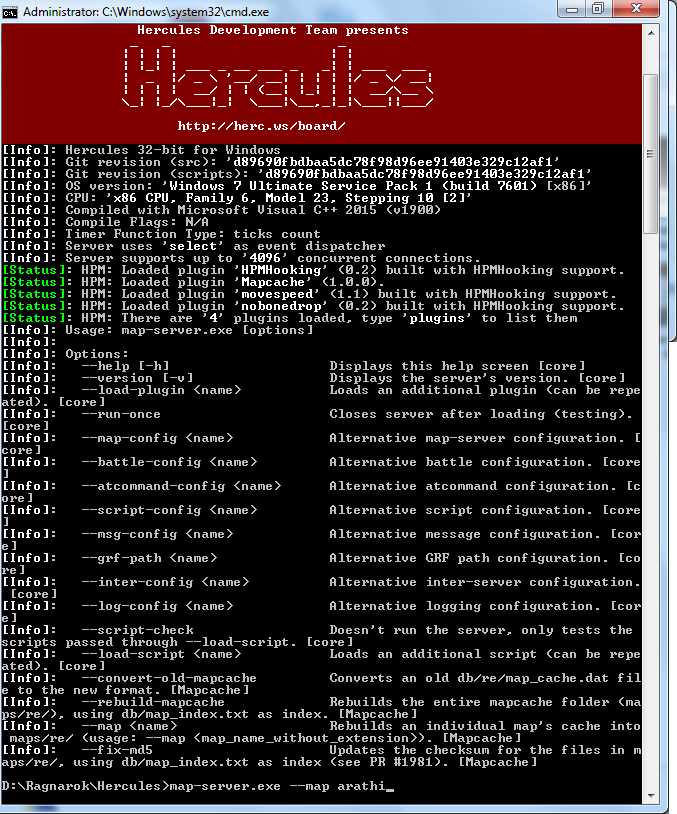 Administrator: C:\Windows\system32\cmd.exe
Hercules Development Team presents
Hercules
http://herc.ws/board/
[Info]: Hercules 32-bit for Windows
[Info]: Git revision (src): 'd89690fbdbaa5dc78f98d96ee91403e329c12af1'
[Info]: Git revision (scripts): 'd89690fbdbaa5dc78f98d96ee91403e329c12af1'
[Info]: OS version: 'Windows 7 Ultimate Service Pack 1 (build 7601) [x86]'
[Info]: CPU: 'x86 CPU, Family 6, Model 23, Stepping 10 [2]'
[Info]: Compiled with Microsoft Visual C++ 2015 (v1900)
[Info]: Compile Flags: N/A
[Info]: Timer Function Type: ticks count
[Info]: Server uses 'select' as event dispatcher
[Info]: Server supports up to '4096' concurrent connections.
[Status]: HPM: Loaded plugin 'HPMHooking' (0.2) built with HPMHooking support.
[Status]: HPM: Loaded plugin 'Mapcache' (1.0.0).
[Status]: HPM: Loaded plugin 'movespeed' (1.1) built with HPMHooking support.
[Status]: HPM: Loaded plugin 'nobonedrop' (0.2) built with HPMHooking support.
[Status]: HPM: There are '4' plugins loaded, type 'plugins' to list them
[Info]: Usage: map-server.exe [options]
[Info]:
[Info]: Options:
[Info]:   --help [-h]                   Displays this help screen [core]
[Info]:   --version [-v]                Displays the server's version. [core]
[Info]:   --load-plugin <name>          Loads an additional plugin (can be repe
ated). [core]
[Info]:   --run-once                    Closes server after loading (testing).
[core]
[Info]:   --map-config <name>           Alternative map-server configuration. [
core]
[Info]:   --battle-config <name>        Alternative battle configuration. [core
]
[Info]:   --atcommand-config <name>     Alternative atcommand configuration. [c
ore]
[Info]:   --script-config <name>        Alternative script configuration. [core
]
[Info]:   --msg-config <name>           Alternative message configuration. [cor
e]
[Info]:   --grf-path <name>             Alternative GRF path configuration. [co
re]
[Info]:   --inter-config <name>         Alternative inter-server configuration.
 [core]
[Info]:   --log-config <name>           Alternative logging configuration. [cor
e]
[Info]:   --script-check                Doesn't run the server, only tests the
scripts passed through --load-script. [core]
[Info]:   --load-script <name>          Loads an additional script (can be repe
ated). [core]
[Info]:   --convert-old-mapcache        Converts an old db/re/map_cache.dat fil
e to the new format. [Mapcache]
[Info]:   --rebuild-mapcache            Rebuilds the entire mapcache folder (ma
ps/re/), using db/map_index.txt as index. [Mapcache]
[Info]:   --map <name>                  Rebuilds an individual map's cache into
 maps/re/ (usage: --map <map_name_without_extension>). [Mapcache]
[Info]:   --fix-md5                     Updates the checksum for the files in m
aps/re/, using db/map_index.txt as index (see PR #1981). [Mapcache]
D:\Ragnarok\Hercules>map-server.exe --map arathi_